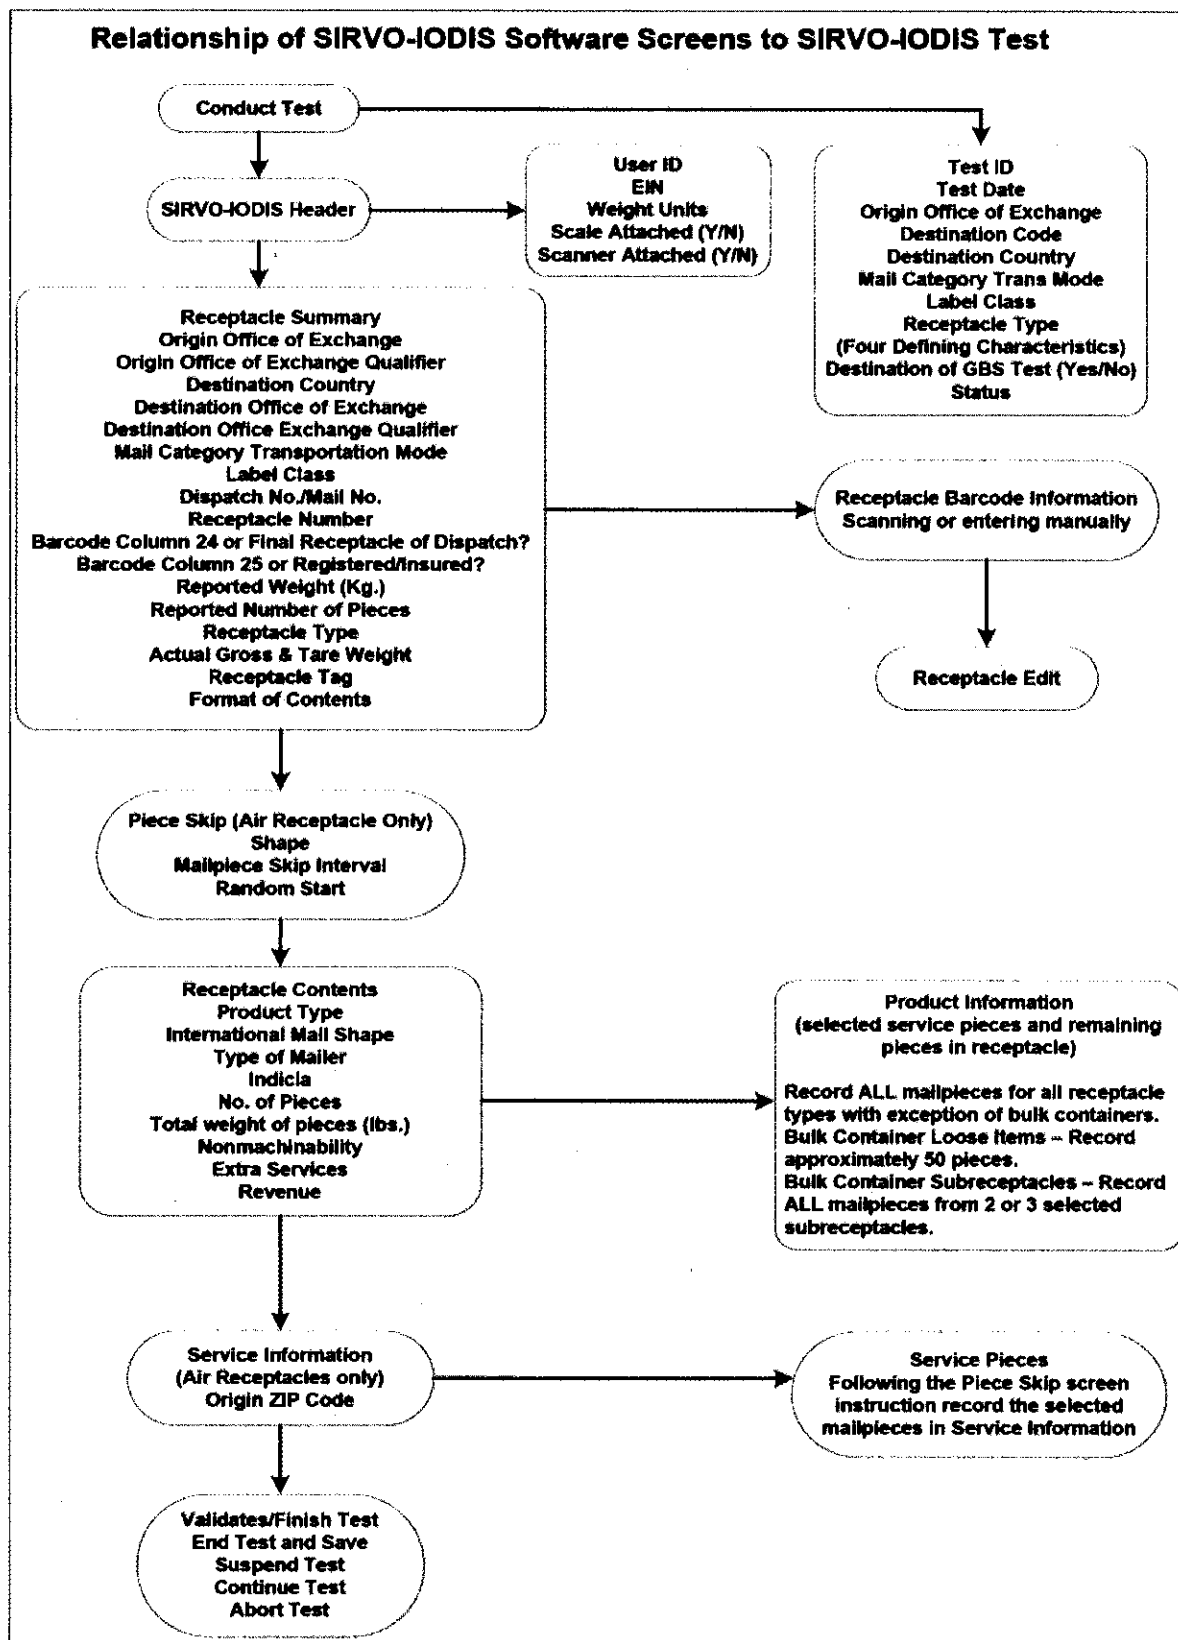 Relationship of SIRVO-IODIS Software Screens to SIRVO-IODIS Test
Conduct Test
SIRVO-IODIS Header
User ID
EIN
Weight Units
Scale Attached (Y/N)
Scanner Attached (Y/N)
Test ID
Test Date
Origin Office of Exchange
Destination Code
Destination Country
Mail Category Trans Mode
Label Class
Receptacle Type
(Four Defining Characteristics)
Destination of GBS Test (Yes/No)
Status
Receptacle Summary
Origin Office of Exchange
Origin Office of Exchange Qualifier
Destination Country
Destination Office of Exchange
Destination Office Exchange Qualifier
Mail Category Transportation Mode
Label Class
Dispatch No./Mail No.
Receptacle Number
Barcode Column 24 or Final Receptacle of Dispatch?
Barcode Column 25 or Registered/Insured?
Reported Weight (Kg.)
Reported Number of Pieces
Receptacle Type
Actual Gross & Tare Weight
Receptacle Tag
Format of Contents
Receptacle Barcode Information
Scanning or entering manually
Receptacle Edit
Piece Skip (Air Receptacle Only)
Shape
Mailpiece Skip Interval
Random Start
Receptacle Contents
Product Type
International Mail Shape
Type of Mailer
Indicia
No. of Pieces
Total weight of pieces (lbs.)
Nonmachinability
Extra Services
Revenue
Product Information
(selected service pieces and remaining
pieces in receptacle)
Record ALL mailpieces for all receptacle
types with exception of bulk containers.
Bulk Container Loose Items – Record
approximately 50 pieces.
Bulk Container Subreceptacles – Record
ALL mailpieces from 2 or 3 selected
subreceptacles.
Service Information
(Air Receptacles only)
Origin ZIP Code
Service Pieces
Following the Piece Skip screen
instruction record the selected
mailpieces in Service Information
Validates/Finish Test
End Test and Save
Suspend Test
Continue Test
Abort Test